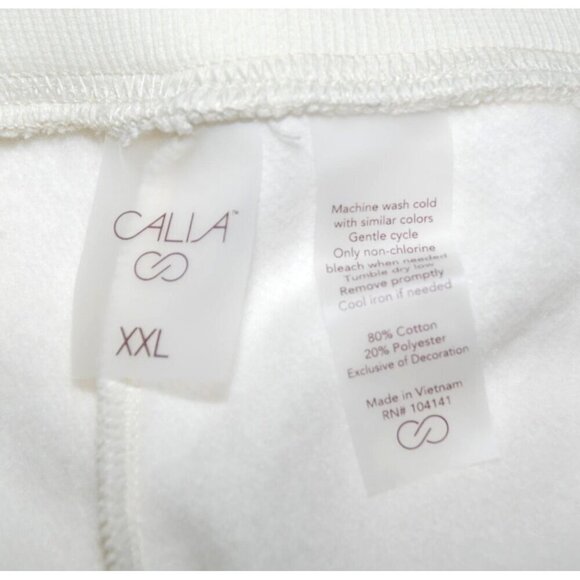 CALIA™
XXL
Machine wash cold
with similar colors
Gentle cycle
Only non-chlorine
bleach when needed
Tumble dry low
Remove promptly
Cool iron if needed
80% Cotton
20% Polyester
Exclusive of Decoration
Made in Vietnam
RN# 104141